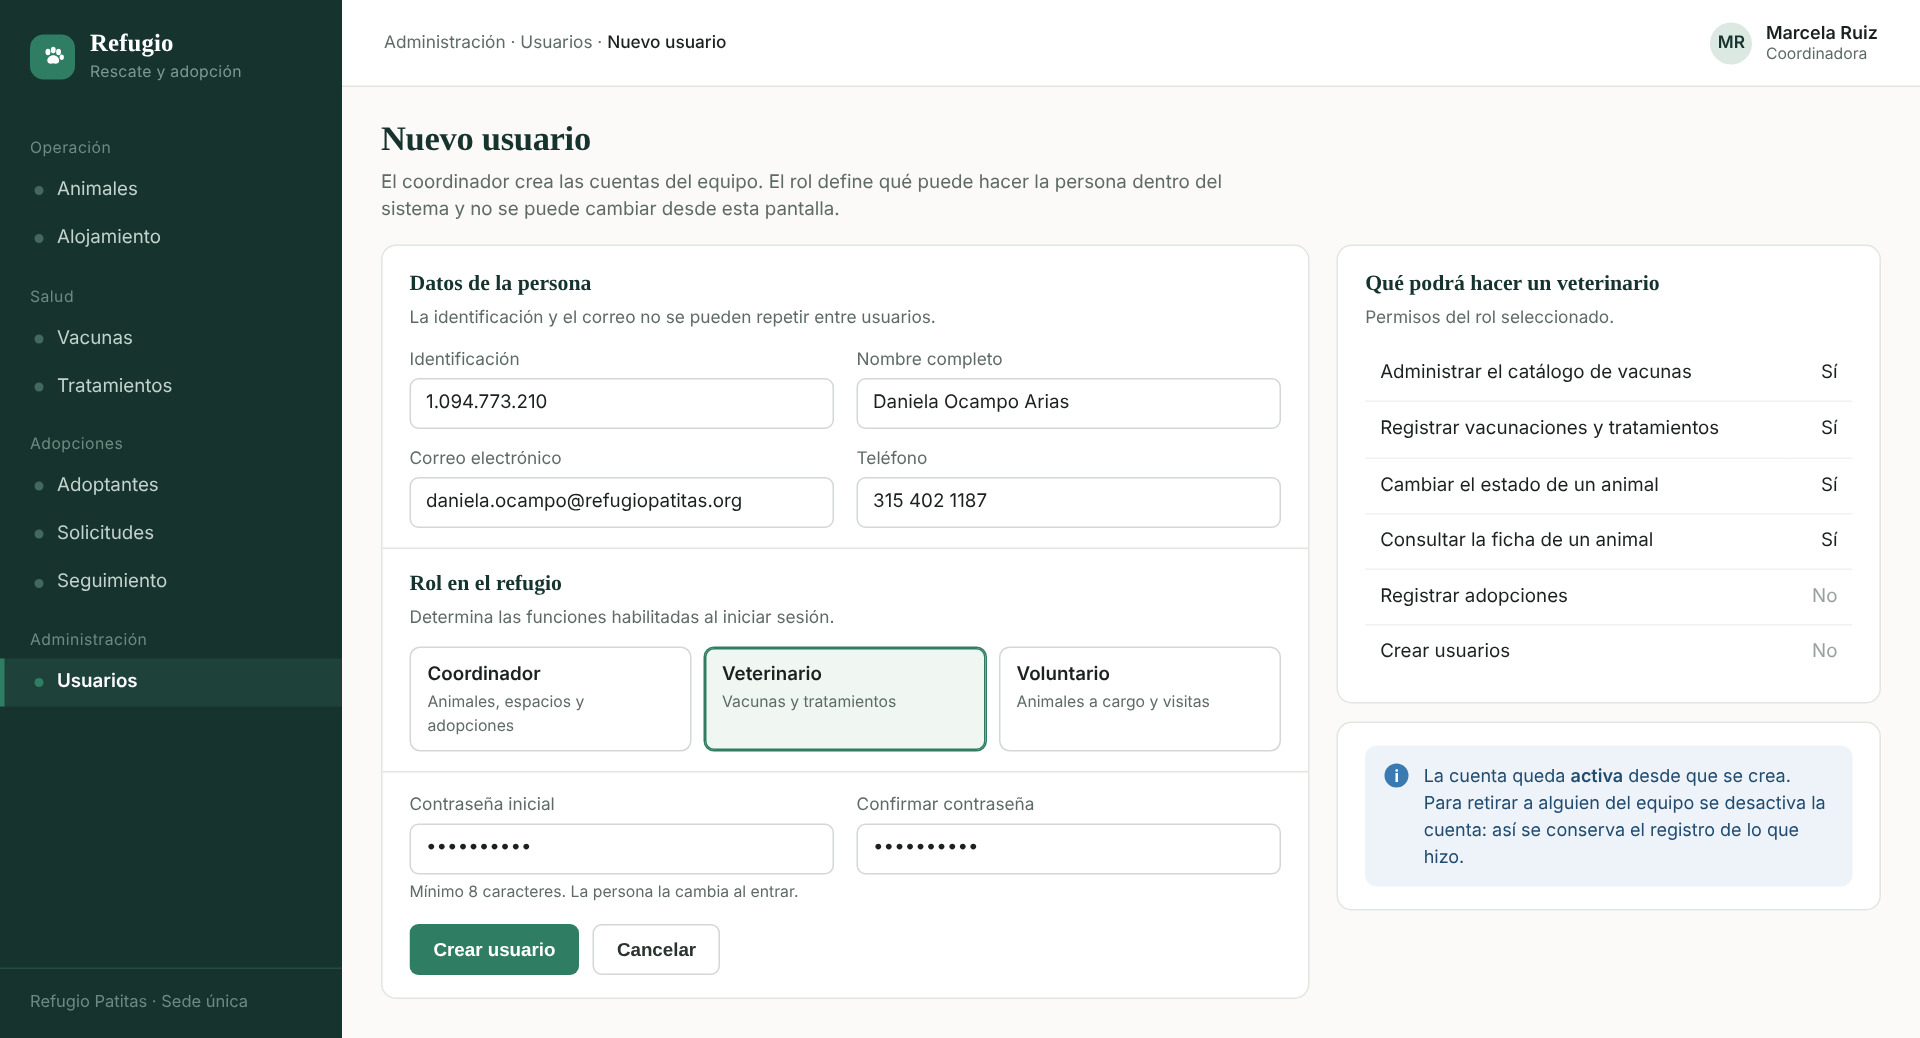 Refugio
Rescate y adopción
Operación
Animales
Alojamiento
Salud
Vacunas
Tratamientos
Adopciones
Adoptantes
Solicitudes
Seguimiento
Administración
Usuarios
Refugio Patitas · Sede única
Administración · Usuarios · Nuevo usuario
MR
Marcela Ruiz
Coordinadora
Nuevo usuario
El coordinador crea las cuentas del equipo. El rol define qué puede hacer la persona dentro del
sistema y no se puede cambiar desde esta pantalla.
Datos de la persona
La identificación y el correo no se pueden repetir entre usuarios.
Identificación
1.094.773.210
Nombre completo
Daniela Ocampo Arias
Correo electrónico
daniela.ocampo@refugiopatitas.org
Teléfono
315 402 1187
Rol en el refugio
Determina las funciones habilitadas al iniciar sesión.
Coordinador
Animales, espacios y
adopciones
Veterinario
Vacunas y tratamientos
Voluntario
Animales a cargo y visitas
Contraseña inicial
••••••••••
Confirmar contraseña
••••••••••
Mínimo 8 caracteres. La persona la cambia al entrar.
Crear usuario
Cancelar
Qué podrá hacer un veterinario
Permisos del rol seleccionado.
Administrar el catálogo de vacunas Sí
Registrar vacunaciones y tratamientos Sí
Cambiar el estado de un animal Sí
Consultar la ficha de un animal Sí
Registrar adopciones No
Crear usuarios No
La cuenta queda activa desde que se crea.
Para retirar a alguien del equipo se desactiva la
cuenta: así se conserva el registro de lo que
hizo.